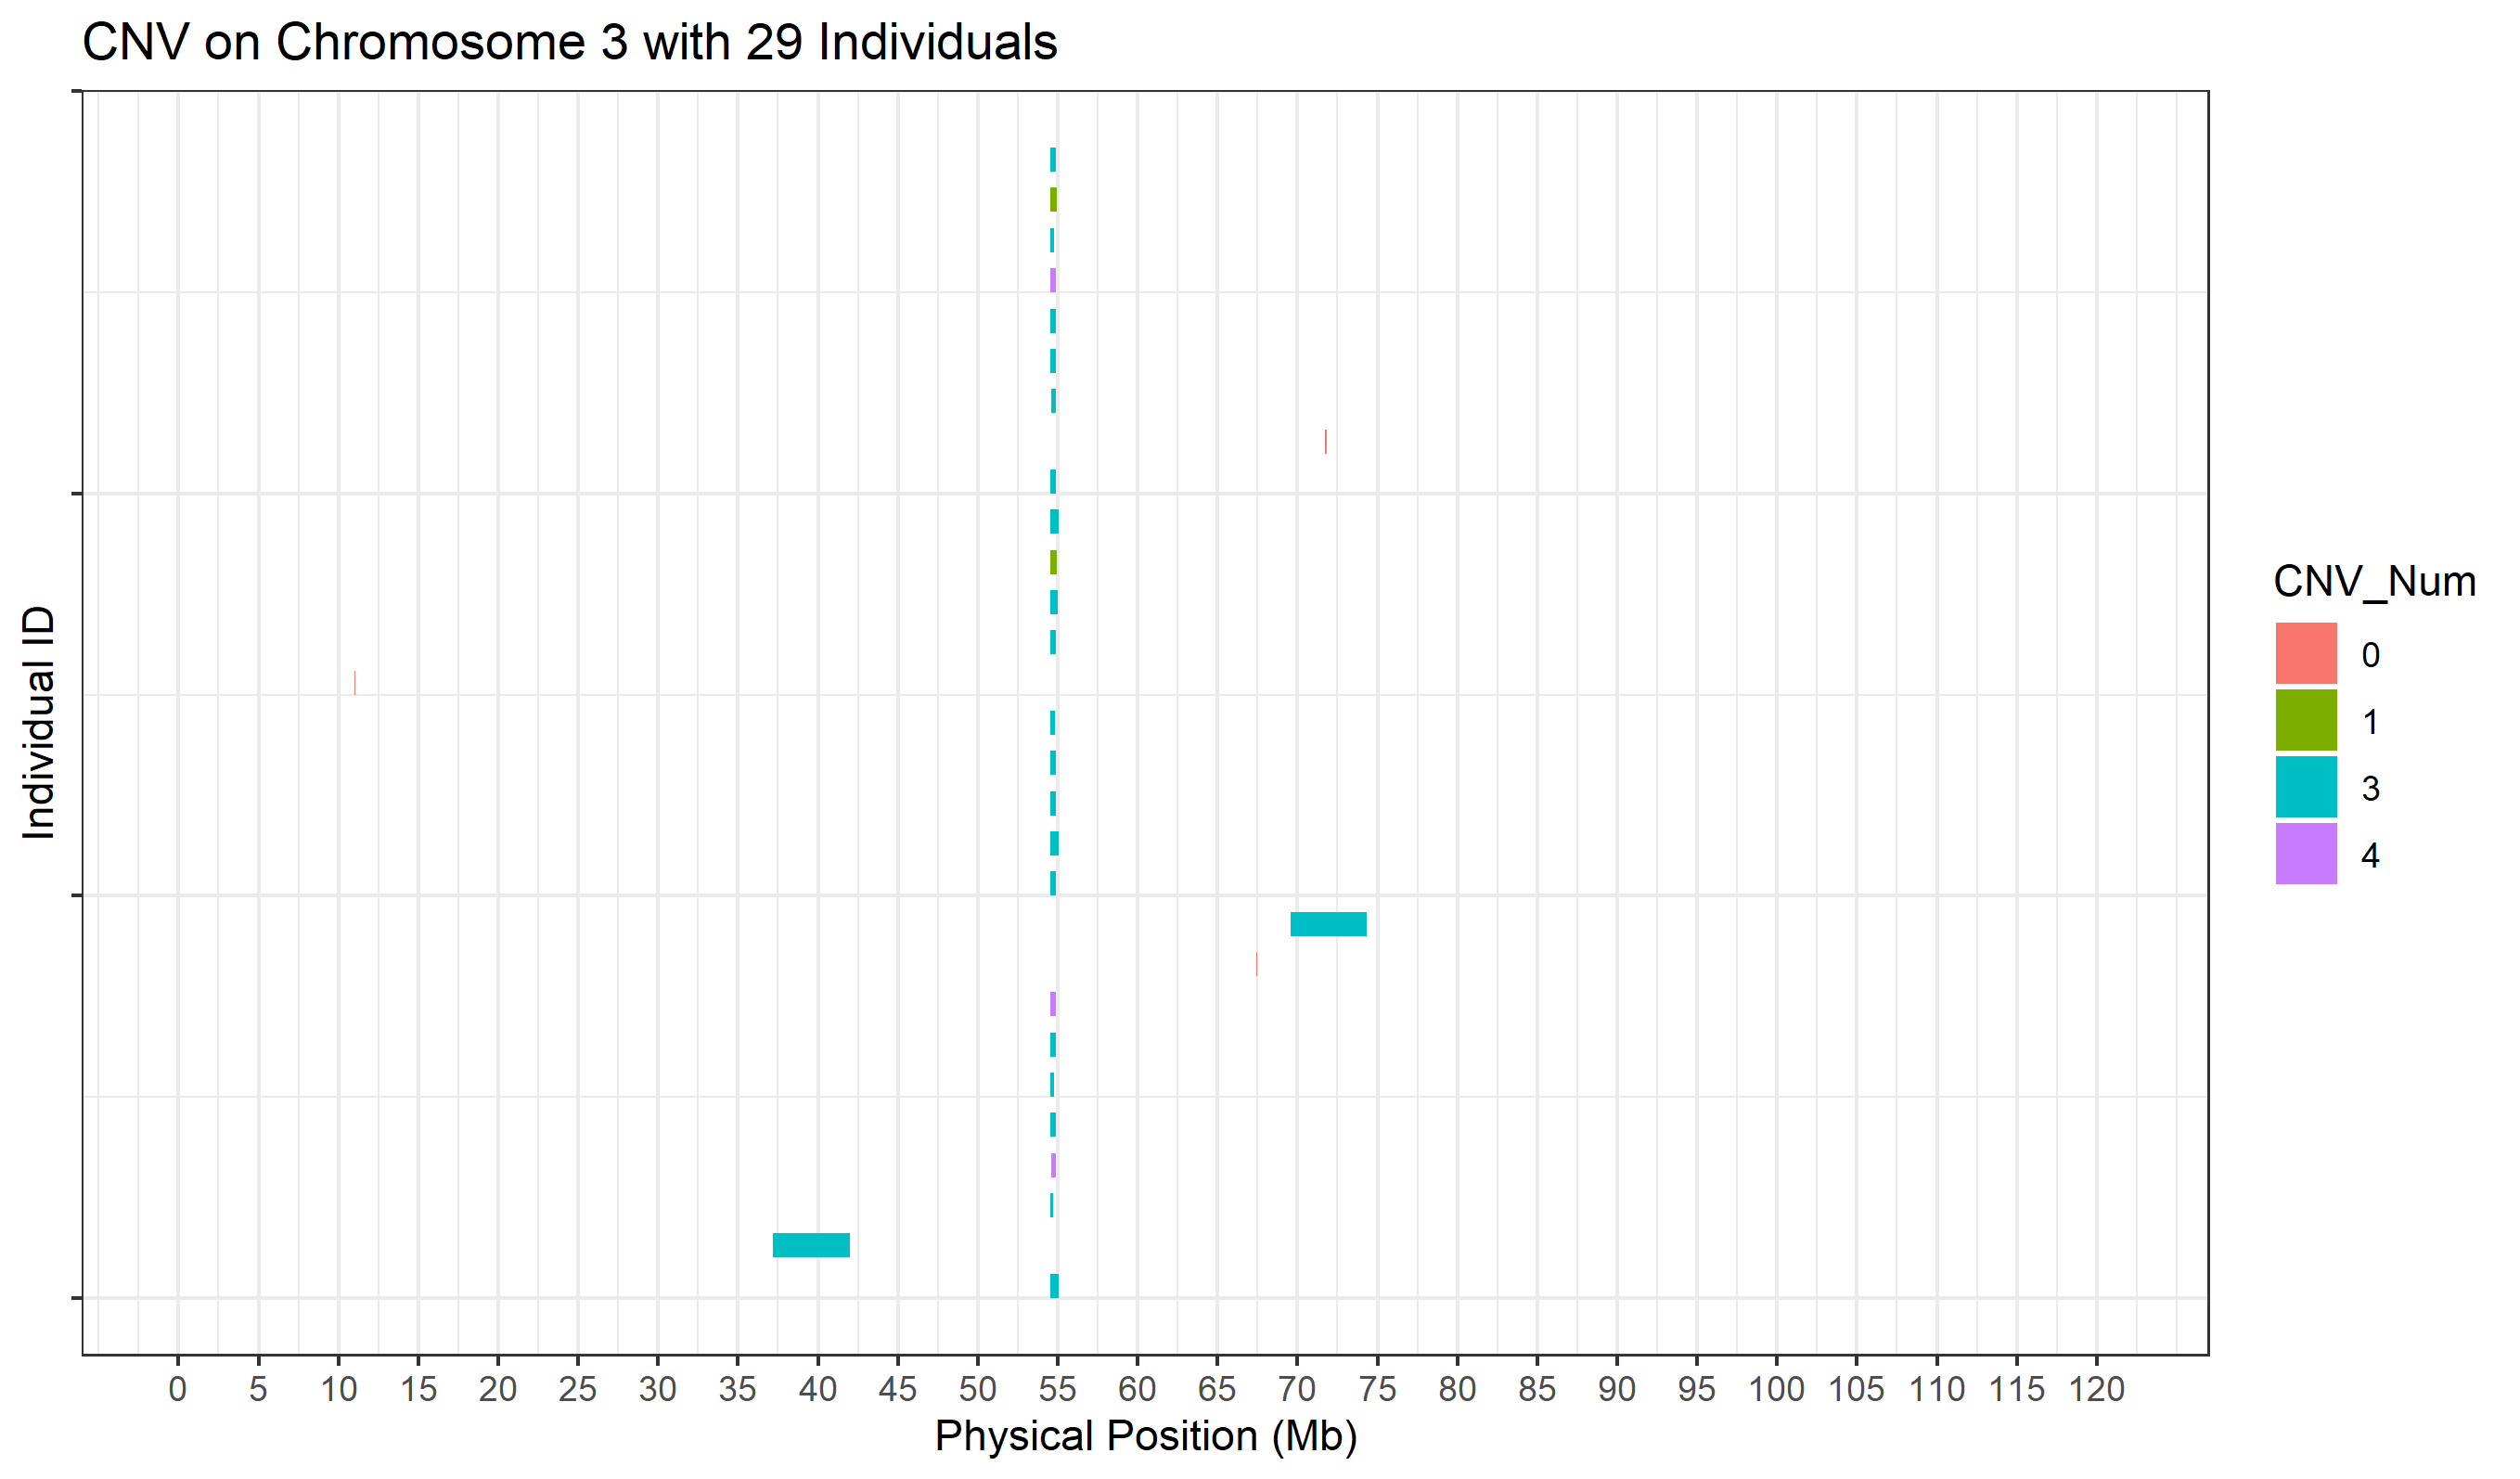 CNV on Chromosome 3 with 29 Individuals
Individual ID
0 5 10 15 20 25 30 35 40 45 50 55 60 65 70 75 80 85 90 95 100 105 110 115 120
Physical Position (Mb)
CNV_Num
0
1
3
4